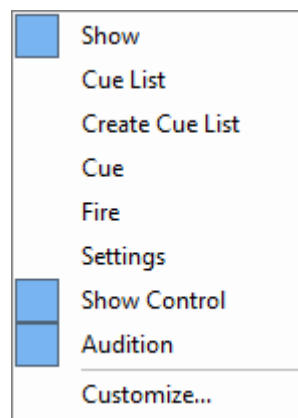 Show
Cue List
Create Cue List
Cue
Fire
Settings
Show Control
Audition
Customize...